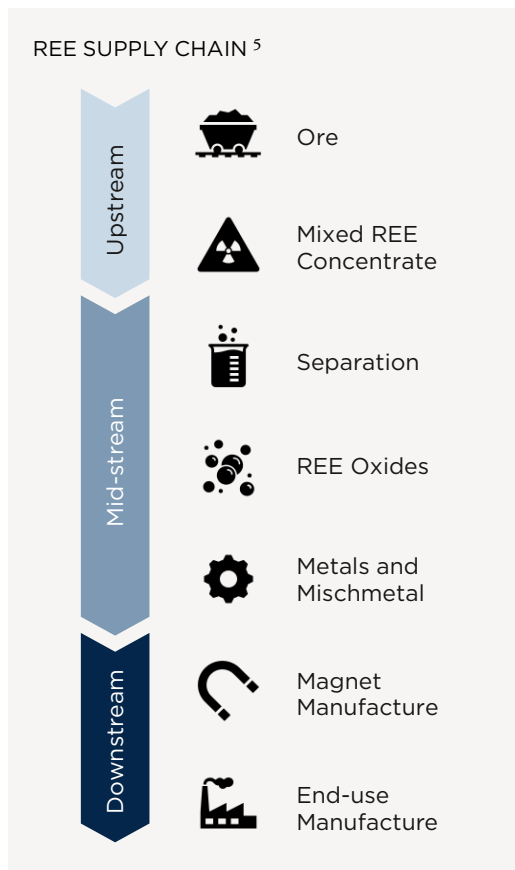 REE SUPPLY CHAIN 5
Upstream
Ore
Mixed REE
Concentrate
Mid-stream
Separation
REE Oxides
Metals and
Mischmetal
Downstream
Magnet
Manufacture
End-use
Manufacture